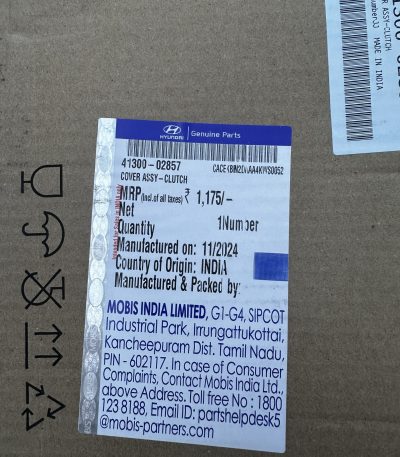 HYUNDAI | Genuine Parts
41300-02857
COVER ASSY-CLUTCH
MRP (incl.of all taxes) ₹ 1,175/-
Net
Quantity 1Number
Manufactured on: 11/2024
Country of Origin: INDIA
Manufactured & Packed by:
MOBIS INDIA LIMITED, G1-G4, SIPCOT
Industrial Park, Irrungattukottai,
Kancheepuram Dist. Tamil Nadu,
PIN - 602117. In case of Consumer
Complaints, Contact Mobis India Ltd.,
above Address. Toll free No : 1800
123 8188, Email ID: partshelpdesk5
@mobis-partners.com
ASSY-CLUTCH
MADE IN INDIA